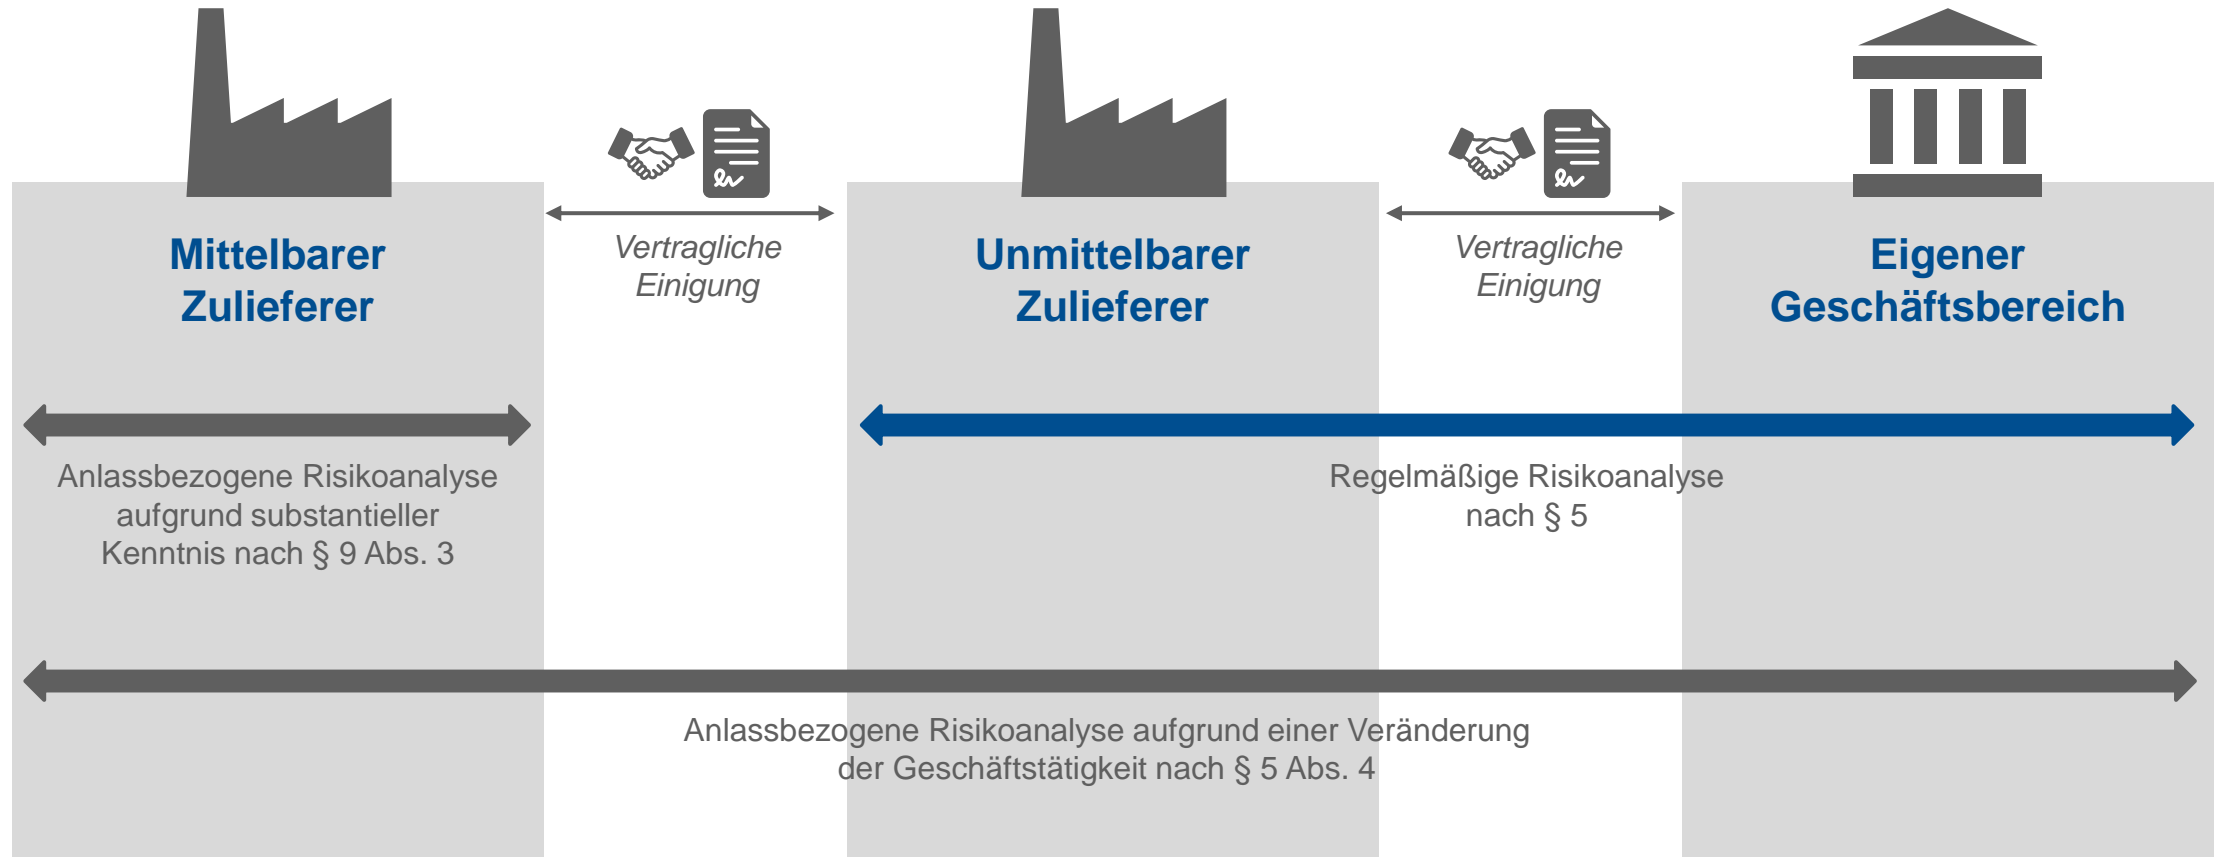 Mittelbarer
Zulieferer
Vertragliche
Einigung
Unmittelbarer
Zulieferer
Vertragliche
Einigung
Eigener
Geschäftsbereich
Anlassbezogene Risikoanalyse
aufgrund substantieller
Kenntnis nach § 9 Abs. 3
Regelmäßige Risikoanalyse
nach § 5
Anlassbezogene Risikoanalyse aufgrund einer Veränderung
der Geschäftstätigkeit nach § 5 Abs. 4